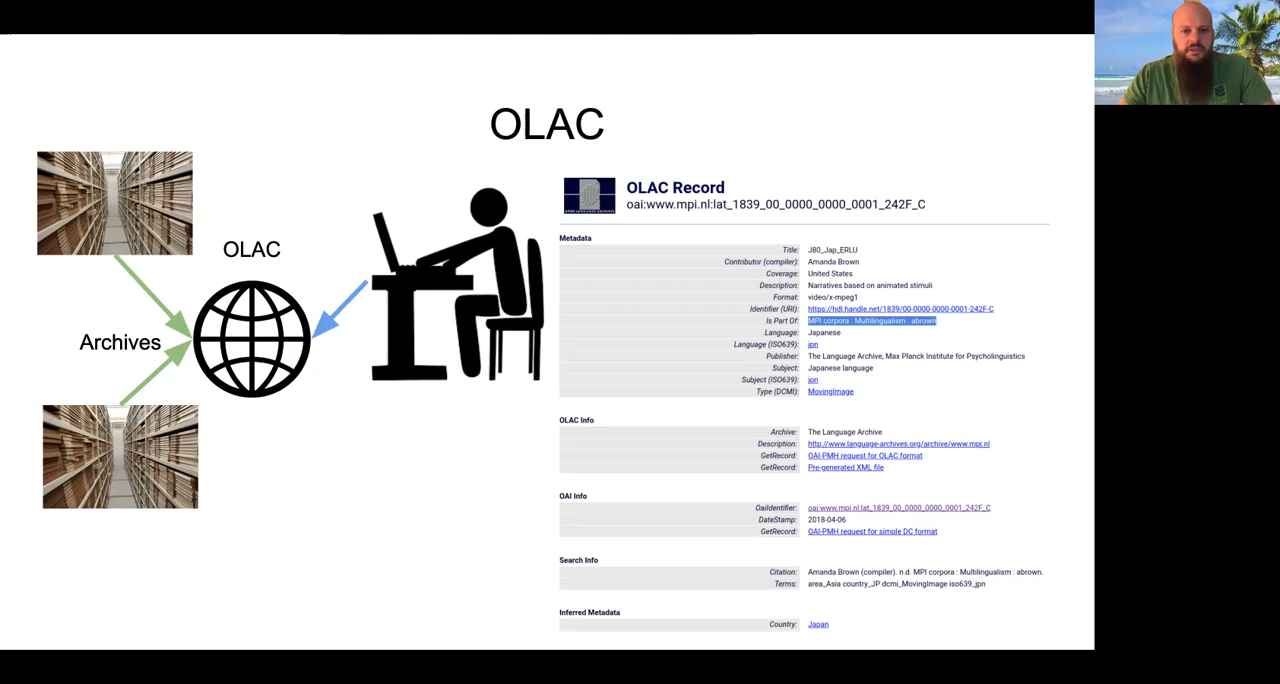 OLAC
OLAC
Archives
OLAC Record
oai:www.mpi.nl:lat_1839_00_0000_0000_0001_242F_C
Metadata
Title: J80_Jap_ERLU
Contributor (compiler): Amanda Brown
Coverage: United States
Description: Narratives based on animated stimuli
Format: video/x-mpeg1
Identifier (URI): https://hdl.handle.net/1839/00-0000-0000-0001-242F-C
Is Part Of: MPI corpora : Multilingualism : abrown
Language: Japanese
Language (ISO639): jpn
Publisher: The Language Archive, Max Planck Institute for Psycholinguistics
Subject: Japanese language
Subject (ISO639): jpn
Type (DCMI): MovingImage
OLAC Info
Archive: The Language Archive
Description: http://www.language-archives.org/archive/www.mpi.nl
GetRecord: OAI-PMH request for OLAC format
GetRecord: Pre-generated XML file
OAI Info
OaiIdentifier: oai:www.mpi.nl:lat_1839_00_0000_0000_0001_242F_C
DateStamp: 2018-04-06
GetRecord: OAI-PMH request for simple DC format
Search Info
Citation: Amanda Brown (compiler). n.d. MPI corpora : Multilingualism : abrown.
Terms: area_Asia country_JP dcmi_MovingImage iso639_jpn
Inferred Metadata
Country: Japan